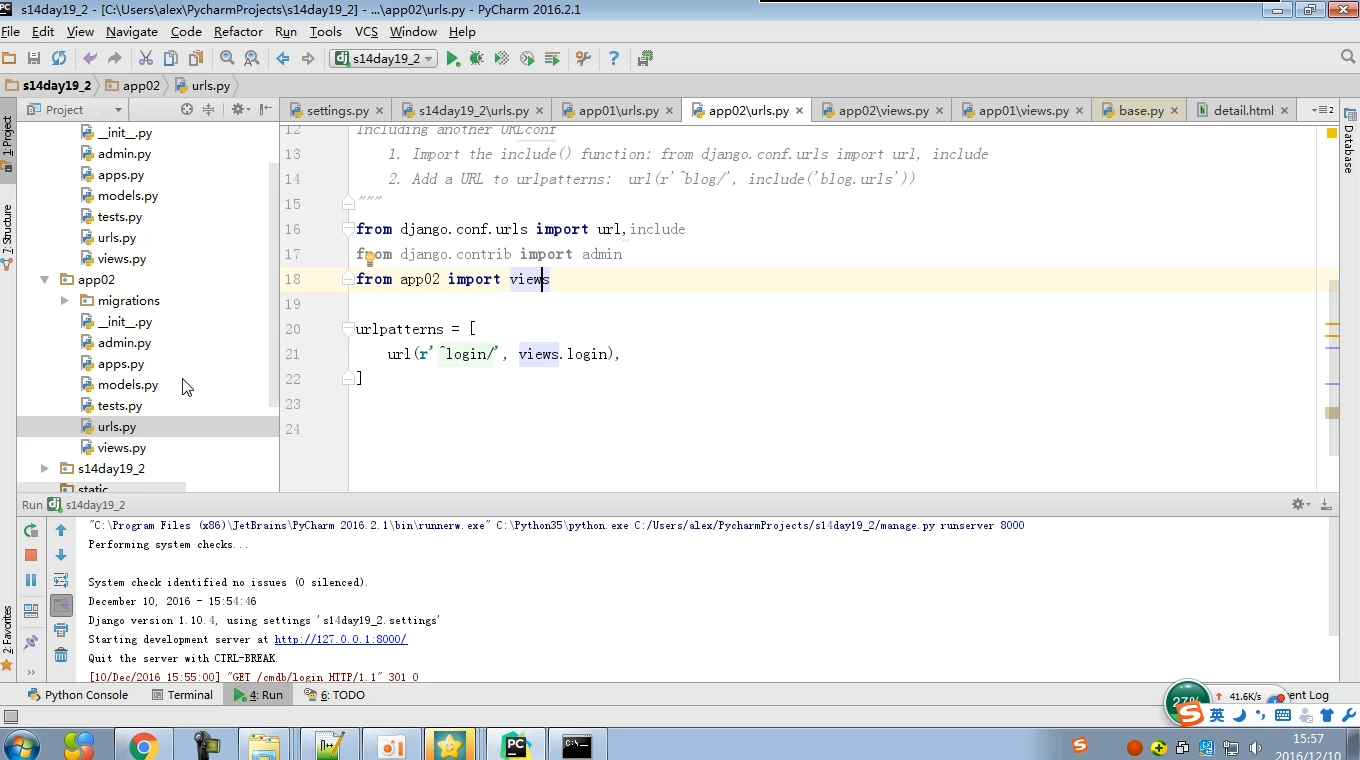 s14day19_2 - [C:\Users\alex\PycharmProjects\s14day19_2] - ...\app02\urls.py - PyCharm 2016.2.1
File Edit View Navigate Code Refactor Run Tools VCS Window Help
s14day19_2
s14day19_2 app02 urls.py
Project
settings.py s14day19_2\urls.py app01\urls.py app02\urls.py app02\views.py app01\views.py base.py detail.html
1: Project
7: Structure
2: Favorites
Database
__init__.py
admin.py
apps.py
models.py
tests.py
urls.py
views.py
app02
migrations
__init__.py
admin.py
apps.py
models.py
tests.py
urls.py
views.py
s14day19_2
static
12 Including another URLconf
13 1. Import the include() function: from django.conf.urls import url, include
14 2. Add a URL to urlpatterns:  url(r'^blog/', include('blog.urls'))
15 """
16 from django.conf.urls import url,include
17 from django.contrib import admin
18 from app02 import views
19
20 urlpatterns = [
21 url(r'^login/', views.login),
22 ]
23
24
Run s14day19_2
"C:\Program Files (x86)\JetBrains\PyCharm 2016.2.1\bin\runnerw.exe" C:\Python35\python.exe C:/Users/alex/PycharmProjects/s14day19_2/manage.py runserver 8000
Performing system checks...
System check identified no issues (0 silenced).
December 10, 2016 - 15:54:46
Django version 1.10.4, using settings 's14day19_2.settings'
Starting development server at http://127.0.0.1:8000/
Quit the server with CTRL-BREAK.
[10/Dec/2016 15:55:00] "GET /cmdb/login HTTP/1.1" 301 0
Python Console Terminal 4: Run 6: TODO
27% 41.6K/s ent Log
英
15:57
2016/12/10